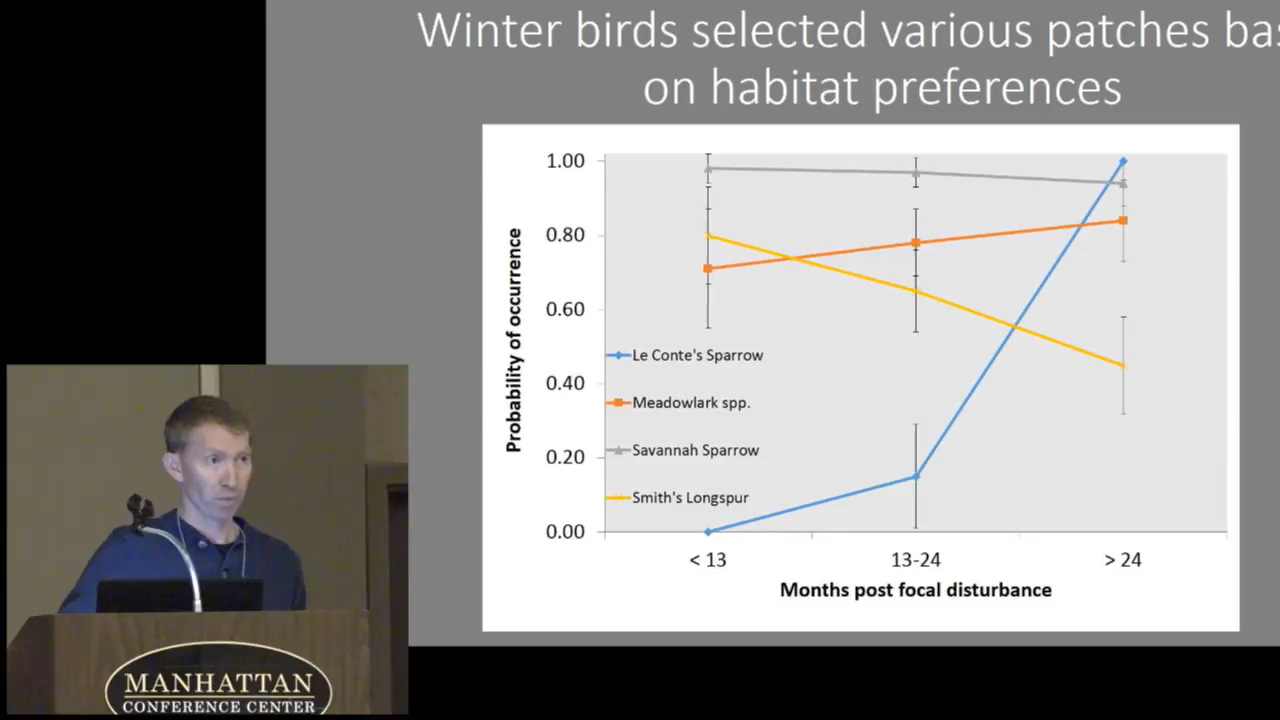 Winter birds selected various patches bas
on habitat preferences
Probability of occurrence
1.00
0.80
0.60
0.40
0.20
0.00
Le Conte's Sparrow
Meadowlark spp.
Savannah Sparrow
Smith's Longspur
< 13
13-24
> 24
Months post focal disturbance
MANHATTAN
CONFERENCE CENTER